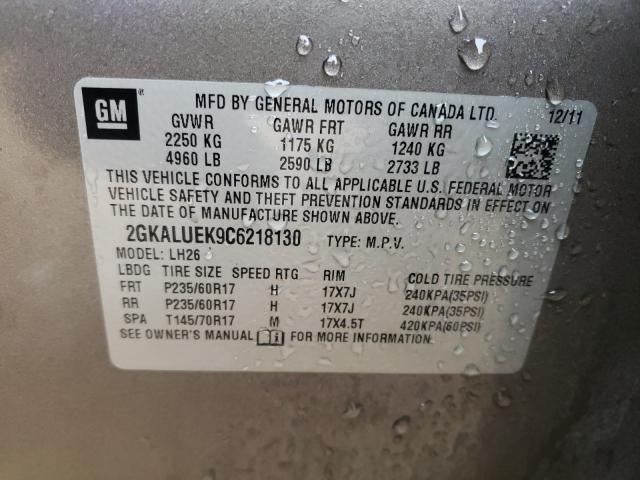 GM ®
MFD BY GENERAL MOTORS OF CANADA LTD. 12/11
GVWR GAWR FRT GAWR RR
2250 KG 1175 KG 1240 KG
4960 LB 2590 LB 2733 LB
THIS VEHICLE CONFORMS TO ALL APPLICABLE U.S. FEDERAL MOTOR
VEHICLE SAFETY AND THEFT PREVENTION STANDARDS IN EFFECT ON
THE DATE OF MANUFACTURE SHOWN ABOVE.
2GKALUEK9C6218130 TYPE: M.P.V.
MODEL: LH26
LBDG TIRE SIZE SPEED RTG RIM COLD TIRE PRESSURE
FRT P235/60R17 H 17X7J 240KPA(35PSI)
RR P235/60R17 H 17X7J 240KPA(35PSI)
SPA T145/70R17 M 17X4.5T 420KPA(60PSI)
SEE OWNER'S MANUAL FOR MORE INFORMATION